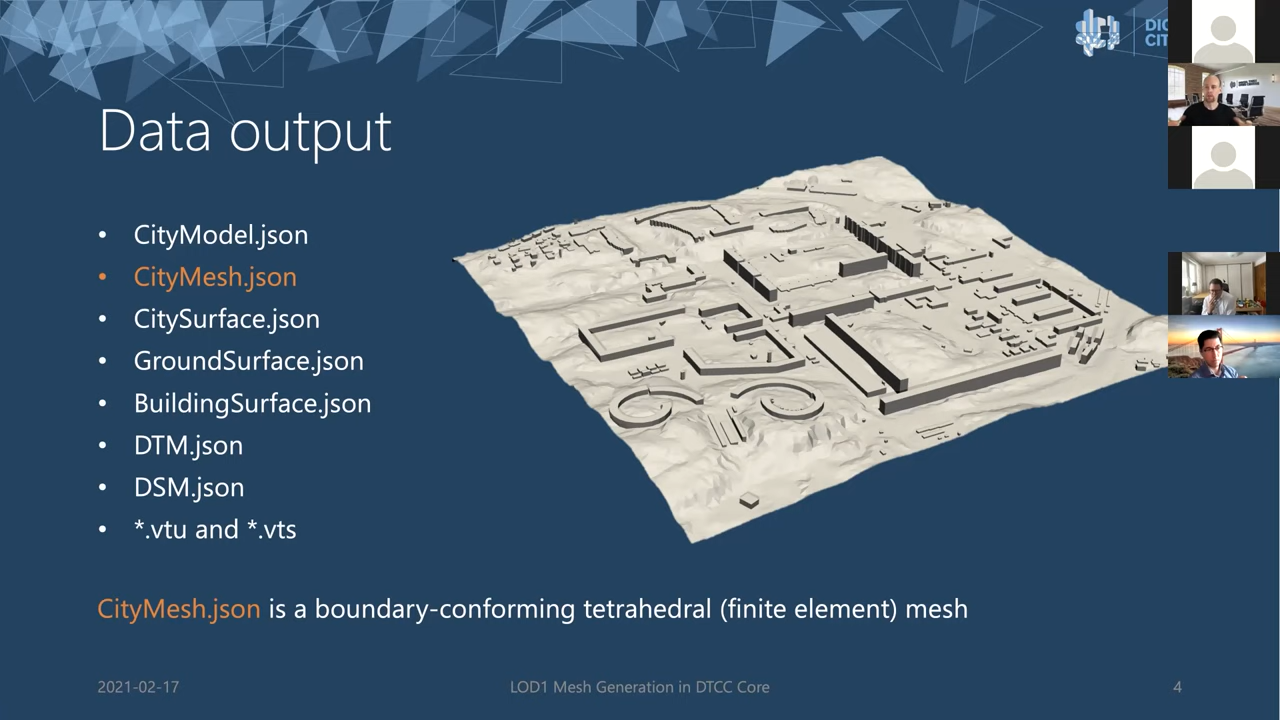 DIG
CIT
Data output
• CityModel.json
• CityMesh.json
• CitySurface.json
• GroundSurface.json
• BuildingSurface.json
• DTM.json
• DSM.json
• *.vtu and *.vts
CityMesh.json is a boundary-conforming tetrahedral (finite element) mesh
2021-02-17
LOD1 Mesh Generation in DTCC Core
4